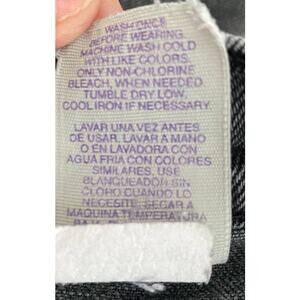 WASH ONCE
BEFORE WEARING.
MACHINE WASH COLD
WITH LIKE COLORS.
ONLY NON-CHLORINE
BLEACH, WHEN NEEDED.
TUMBLE DRY LOW.
COOL IRON IF NECESSARY.
LAVAR UNA VEZ ANTES
DE USAR. LAVAR A MANO
O EN LAVADORA CON
AGUA FRIA CON COLORES
SIMILARES. USE
BLANQUEADOR SIN
CLORO CUANDO LO
NECESITE. SECAR A
MAQUINA TEMPERATURA